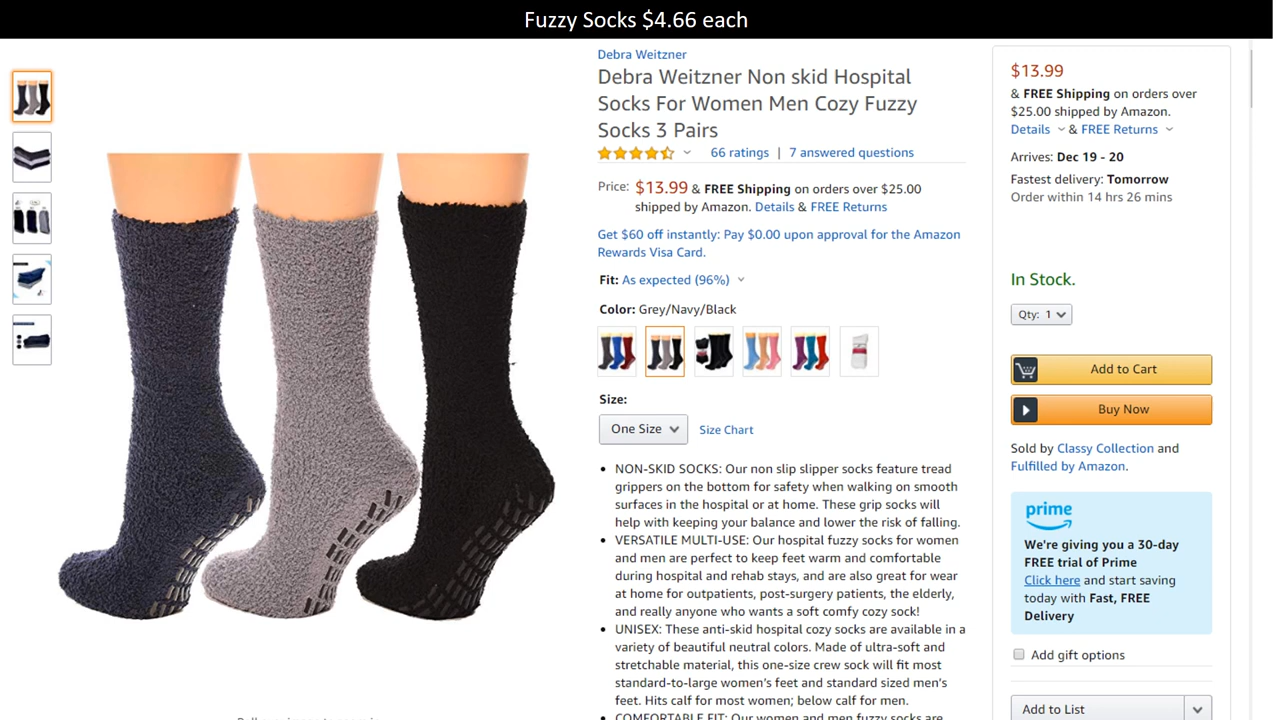 Fuzzy Socks $4.66 each
Debra Weitzner
Debra Weitzner Non skid Hospital
Socks For Women Men Cozy Fuzzy
Socks 3 Pairs
66 ratings | 7 answered questions
Price: $13.99 & FREE Shipping on orders over $25.00
shipped by Amazon. Details & FREE Returns
Get $60 off instantly: Pay $0.00 upon approval for the Amazon
Rewards Visa Card.
Fit: As expected (96%)
Color: Grey/Navy/Black
Size:
One Size
Size Chart
• NON-SKID SOCKS: Our non slip slipper socks feature tread
grippers on the bottom for safety when walking on smooth
surfaces in the hospital or at home. These grip socks will
help with keeping your balance and lower the risk of falling.
• VERSATILE MULTI-USE: Our hospital fuzzy socks for women
and men are perfect to keep feet warm and comfortable
during hospital and rehab stays, and are also great for wear
at home for outpatients, post-surgery patients, the elderly,
and really anyone who wants a soft comfy cozy sock!
• UNISEX: These anti-skid hospital cozy socks are available in a
variety of beautiful neutral colors. Made of ultra-soft and
stretchable material, this one-size crew sock will fit most
standard-to-large women's feet and standard sized men's
feet. Hits calf for most women; below calf for men.
• COMFORTABLE FIT: Our women and men fuzzy socks are
$13.99
& FREE Shipping on orders over
$25.00 shipped by Amazon.
Details & FREE Returns
Arrives: Dec 19 - 20
Fastest delivery: Tomorrow
Order within 14 hrs 26 mins
In Stock.
Qty: 1
Add to Cart
Buy Now
Sold by Classy Collection and
Fulfilled by Amazon.
prime
We're giving you a 30-day
FREE trial of Prime
Click here and start saving
today with Fast, FREE
Delivery
Add gift options
Add to List